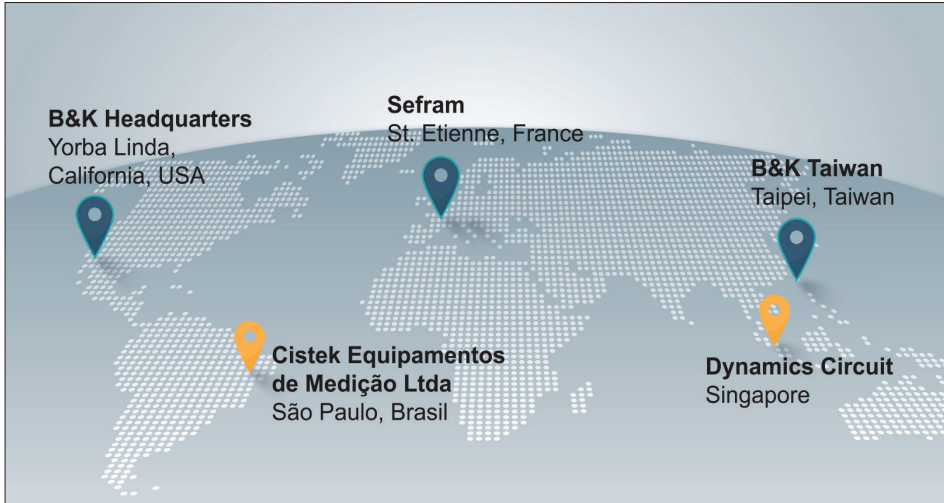 B&K Headquarters
Yorba Linda,
California, USA
Sefram
St. Etienne, France
B&K Taiwan
Taipei, Taiwan
Cistek Equipamentos
de Medição Ltda
São Paulo, Brasil
Dynamics Circuit
Singapore